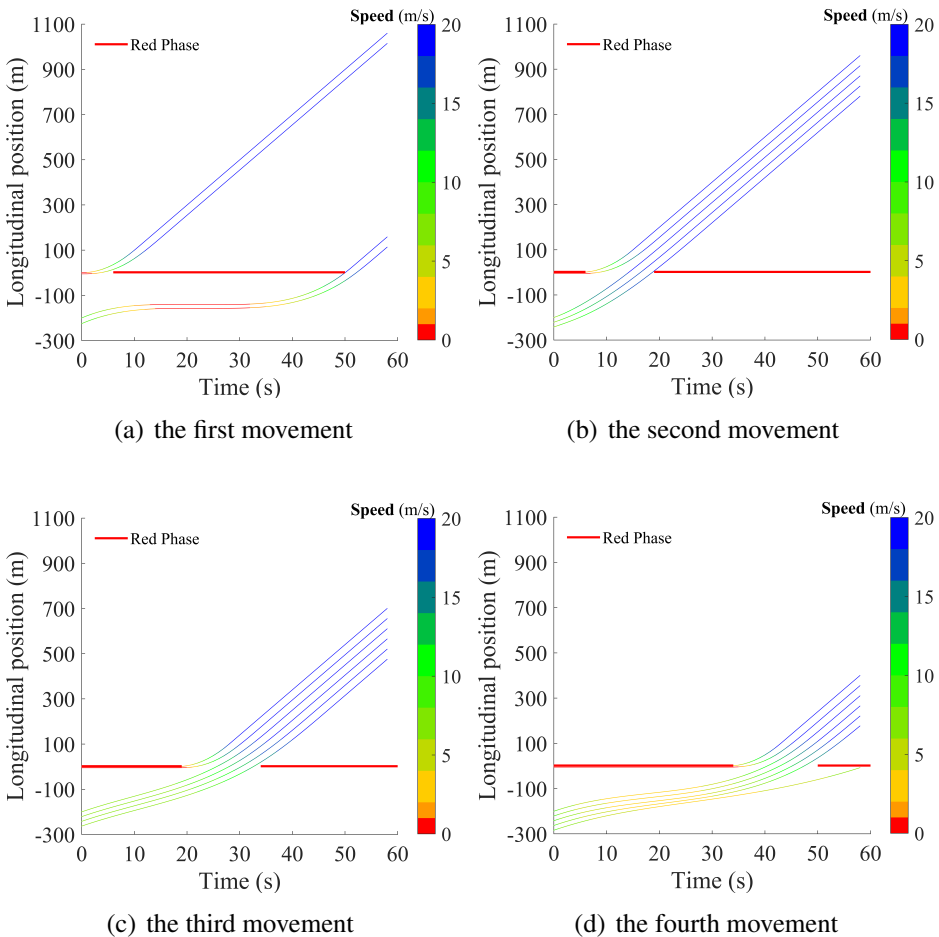 Speed (m/s)
Red Phase
1100
900
700
500
300
100
-100
-300
Longitudinal position (m)
0 10 20 30 40 50 60
Time (s)
20
15
10
5
0
(a) the first movement
Speed (m/s)
Red Phase
1100
900
700
500
300
100
-100
-300
Longitudinal position (m)
0 10 20 30 40 50 60
Time (s)
20
15
10
5
0
(b) the second movement
Speed (m/s)
Red Phase
1100
900
700
500
300
100
-100
-300
Longitudinal position (m)
0 10 20 30 40 50 60
Time (s)
20
15
10
5
0
(c) the third movement
Speed (m/s)
Red Phase
1100
900
700
500
300
100
-100
-300
Longitudinal position (m)
0 10 20 30 40 50 60
Time (s)
20
15
10
5
0
(d) the fourth movement